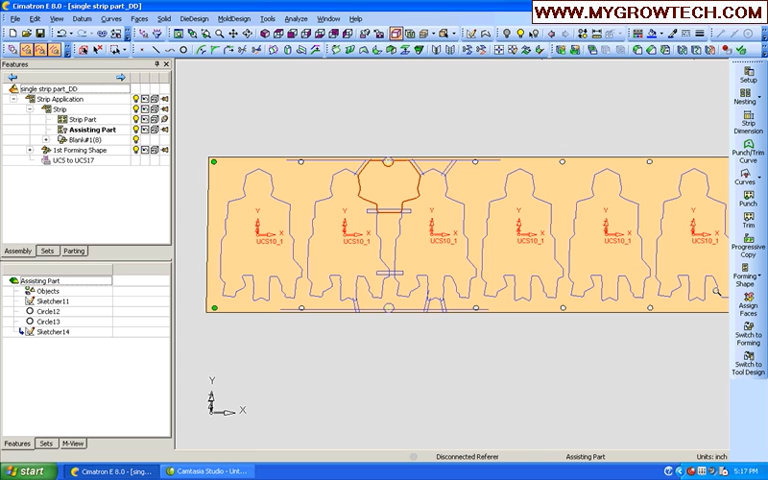 Cimatron E 8.0 - [single strip part_DD]
WWW.MYGROWTECH.COM
File Edit View Datum Curves Faces Solid DieDesign MoldDesign Tools Analyze Window Help
Features
single strip part_DD
Strip Application
Strip
Strip Part
Assisting Part
Blank#1(8)
1st Forming Shape
UCS to UCS17
Assembly Sets Parting
Assisting Part
Objects
Sketcher11
Circle12
Circle13
Sketcher14
Features Sets M-View
Y Y Y Y Y Y
X X X X X X
UCS10_1 UCS10_1 UCS10_1 UCS10_1 UCS10_1 UCS10_1
Y
X
Setup
Nesting
Strip
Dimension
Punch/Trim
Curve
Curves
Punch
Trim
Progressive
Copy
Forming
Shape
Assign
Faces
Switch to
Forming
Switch to
Tool Design
Disconnected Referer Assisting Part Units: inch
start Cimatron E 8.0 - [sing... Camtasia Studio - Unt... 5:17 PM